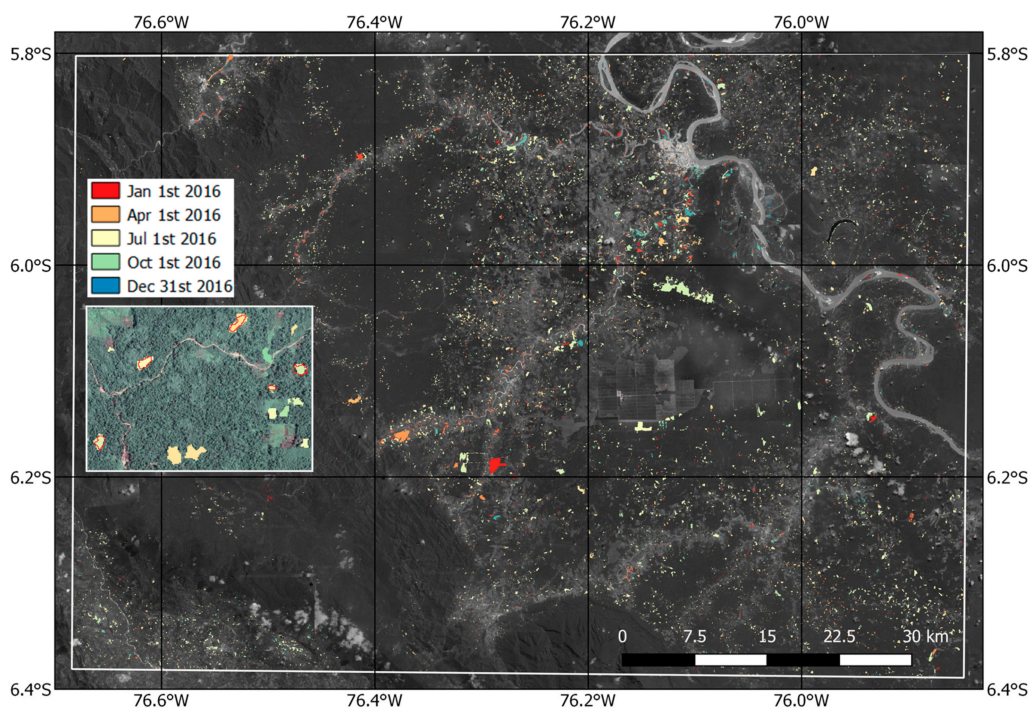 76.6°W 76.4°W 76.2°W 76.0°W
5.8°S 5.8°S
Jan 1st 2016
Apr 1st 2016
Jul 1st 2016
Oct 1st 2016
Dec 31st 2016
6.0°S 6.0°S
6.2°S 6.2°S
0 7.5 15 22.5 30 km
6.4°S 6.4°S
76.6°W 76.4°W 76.2°W 76.0°W